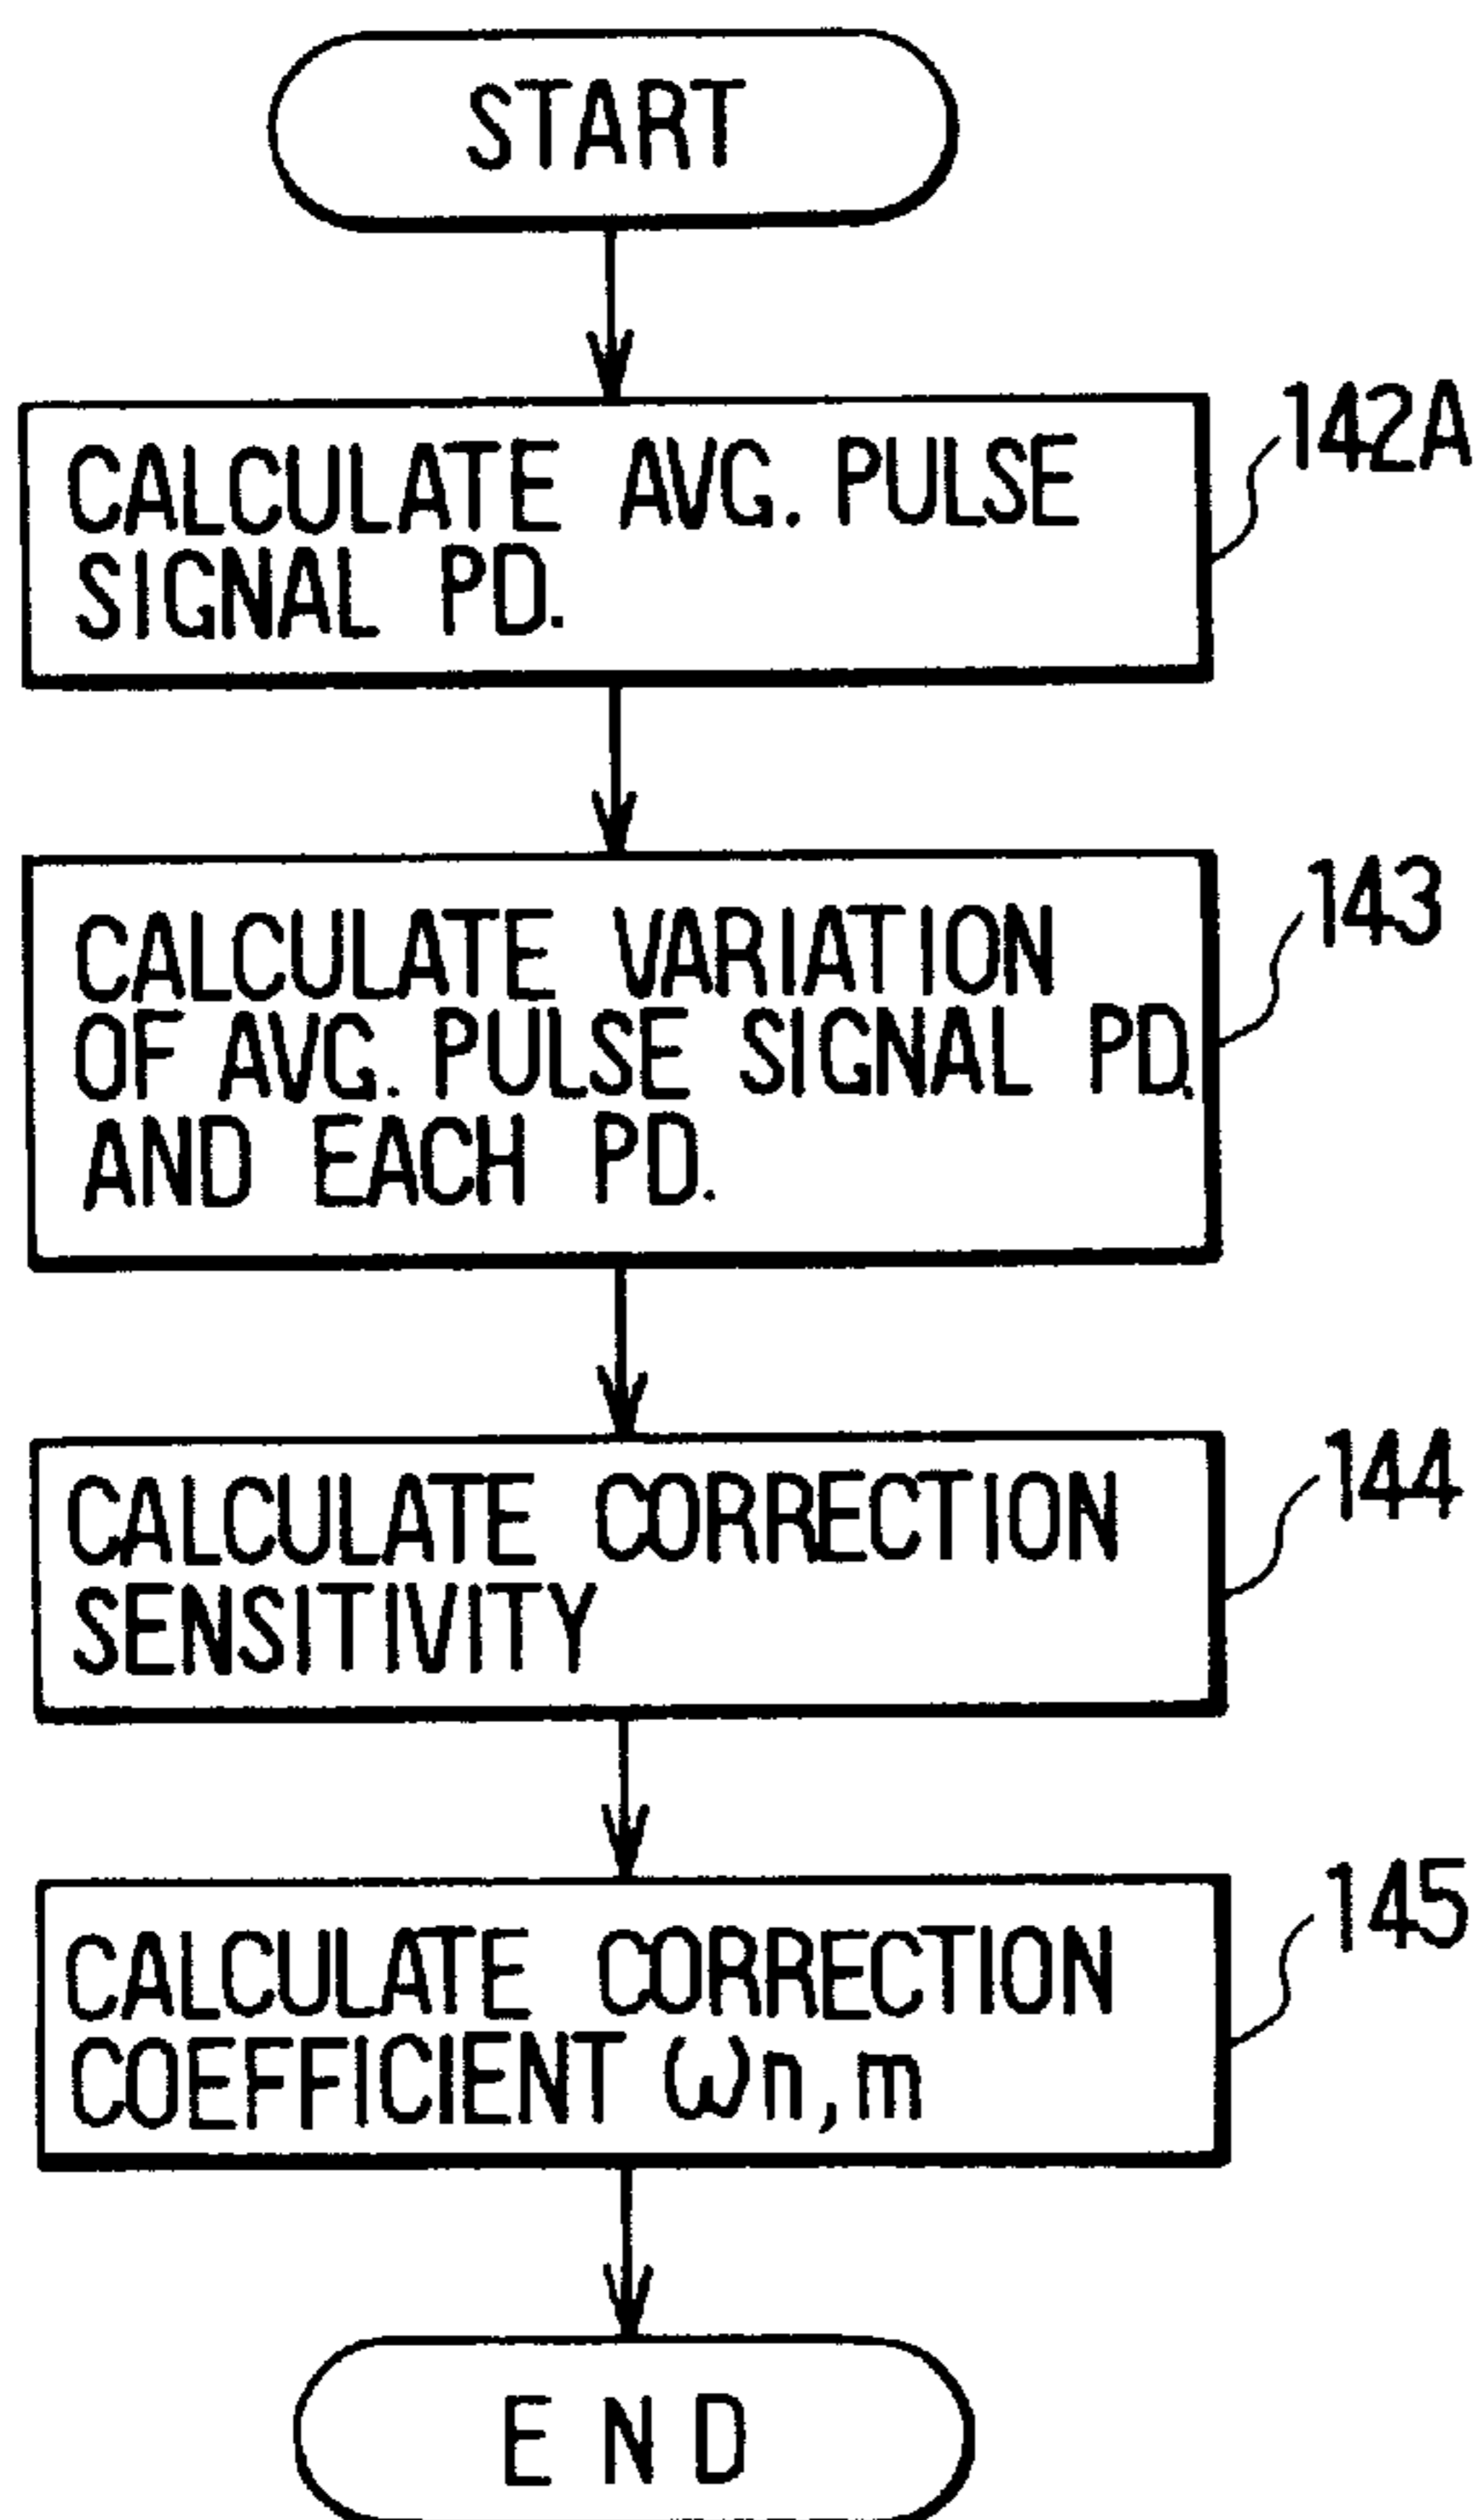 START
142A
CALCULATE AVG. PULSE
SIGNAL PD.
143
CALCULATE VARIATION
OF AVG. PULSE SIGNAL PD.
AND EACH PD.
144
CALCULATE CORRECTION
SENSITIVITY
145
CALCULATE CORRECTION
COEFFICIENT ωn,m
END